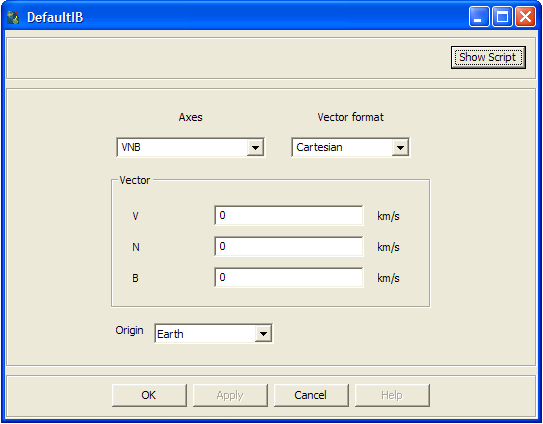 DefaultIB
Show Script
Axes Vector format
VNB Cartesian
Vector
V 0 km/s
N 0 km/s
B 0 km/s
Origin Earth
OK Apply Cancel Help